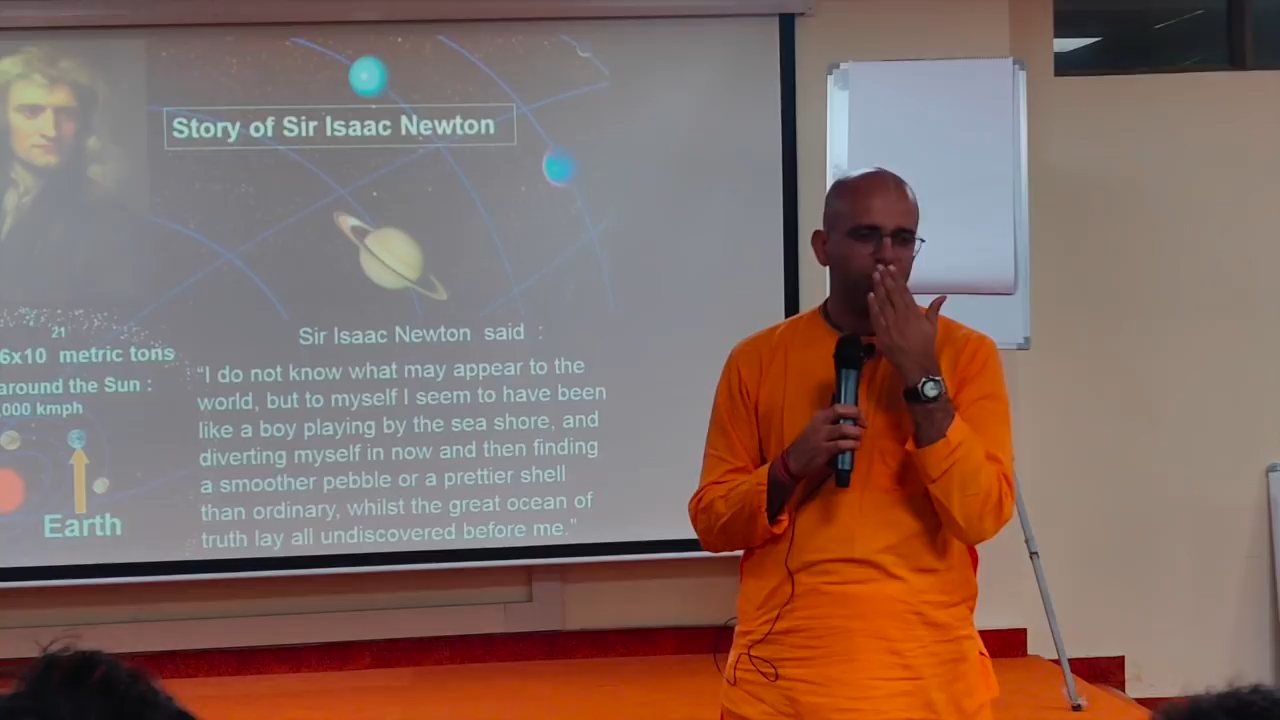 Story of Sir Isaac Newton
21
6x10 metric tons
around the Sun :
,000 kmph
Earth
Sir Isaac Newton said :
“I do not know what may appear to the
world, but to myself I seem to have been
like a boy playing by the sea shore, and
diverting myself in now and then finding
a smoother pebble or a prettier shell
than ordinary, whilst the great ocean of
truth lay all undiscovered before me.”